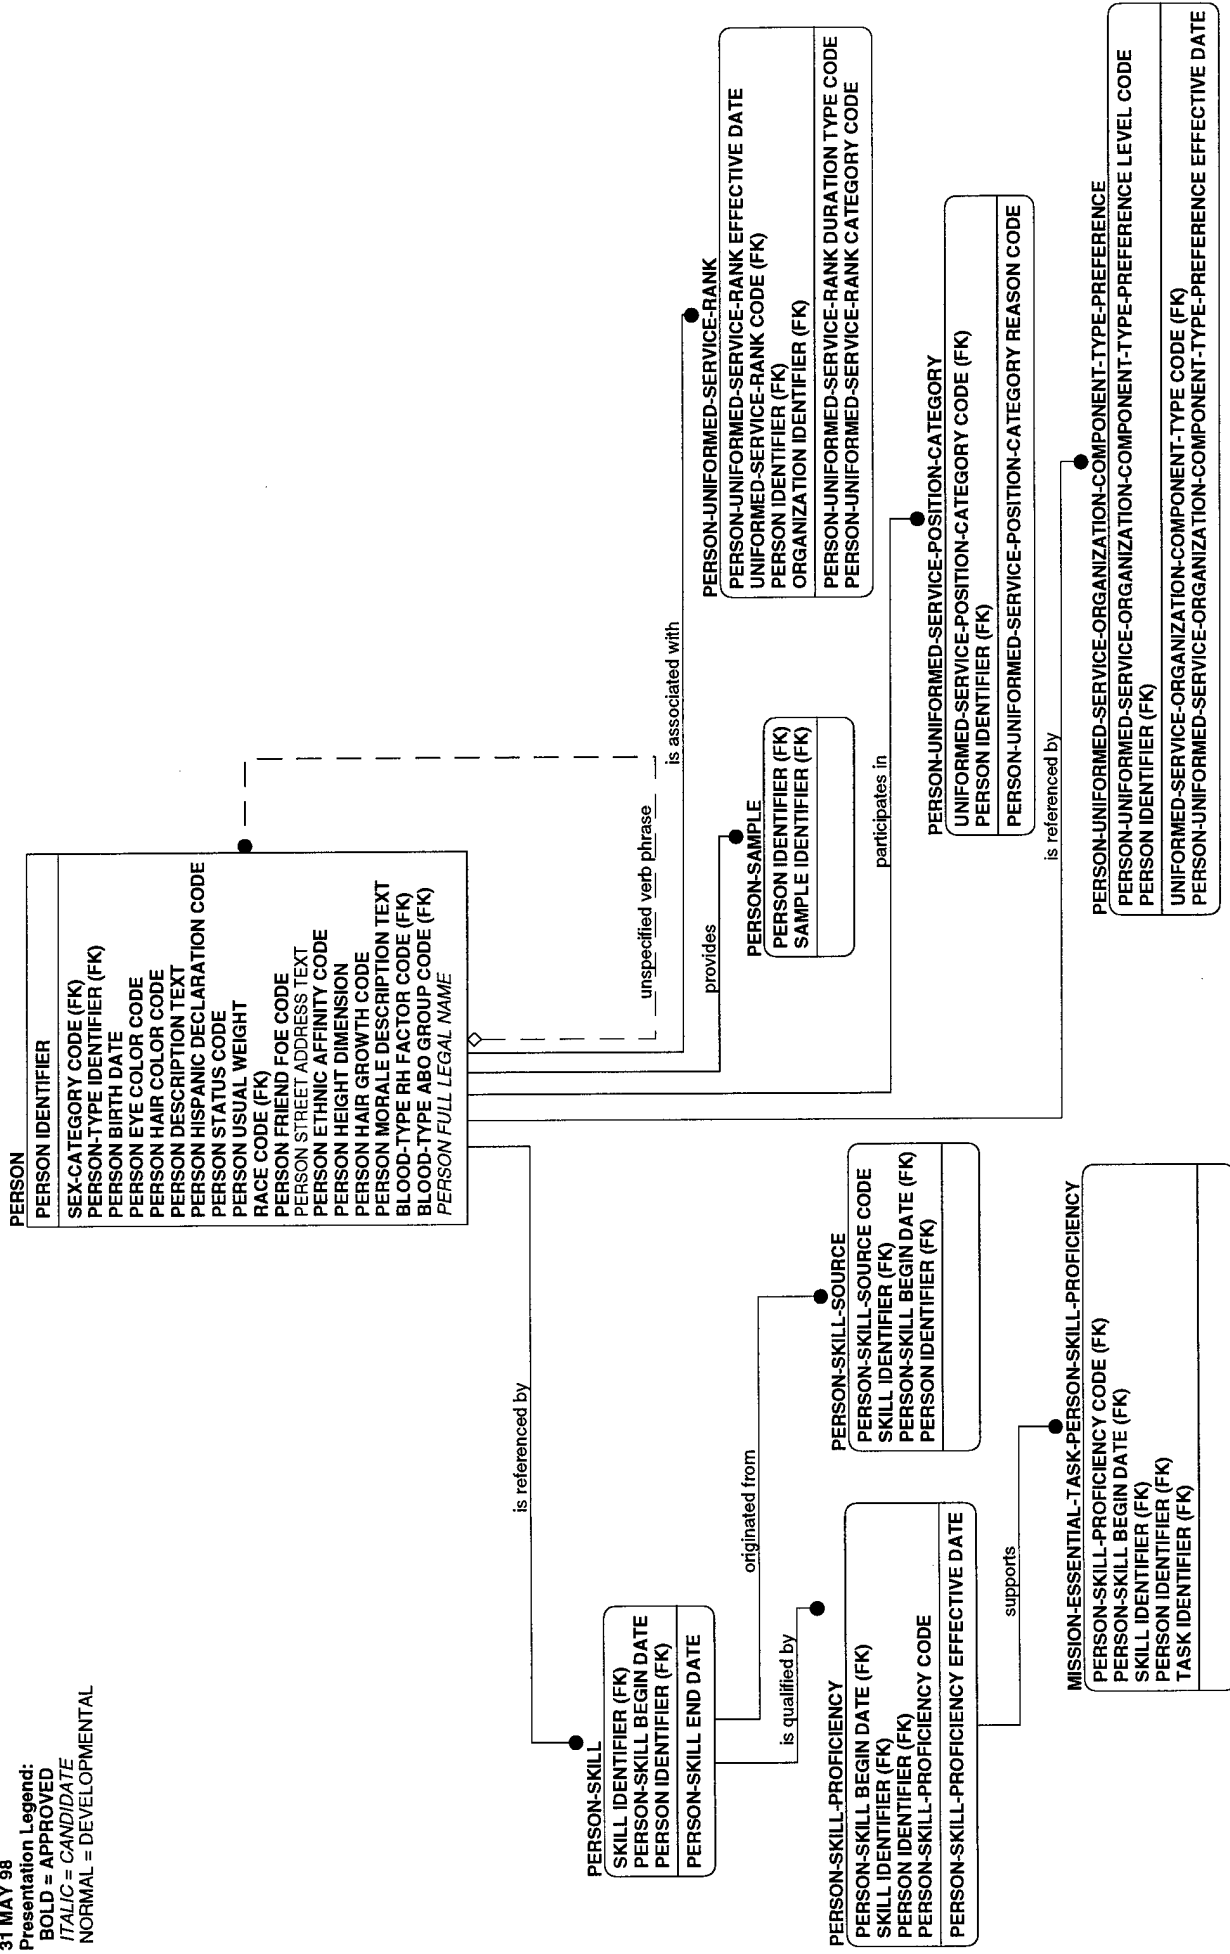 31 MAY 98
Presentation Legend:
BOLD = APPROVED
ITALIC = CANDIDATE
NORMAL = DEVELOPMENTAL
PERSON
PERSON IDENTIFIER
SEX-CATEGORY CODE (FK)
PERSON-TYPE IDENTIFIER (FK)
PERSON BIRTH DATE
PERSON EYE COLOR CODE
PERSON HAIR COLOR CODE
PERSON DESCRIPTION TEXT
PERSON HISPANIC DECLARATION CODE
PERSON STATUS CODE
PERSON USUAL WEIGHT
RACE CODE (FK)
PERSON FRIEND FOE CODE
PERSON STREET ADDRESS TEXT
PERSON ETHNIC AFFINITY CODE
PERSON HEIGHT DIMENSION
PERSON HAIR GROWTH CODE
PERSON MORALE DESCRIPTION TEXT
BLOOD-TYPE RH FACTOR CODE (FK)
BLOOD-TYPE ABO GROUP CODE (FK)
PERSON FULL LEGAL NAME
unspecified verb phrase
is associated with
provides
participates in
is referenced by
is referenced by
PERSON-SKILL
SKILL IDENTIFIER (FK)
PERSON-SKILL BEGIN DATE
PERSON IDENTIFIER (FK)
PERSON-SKILL END DATE
originated from
is qualified by
PERSON-SKILL-PROFICIENCY
PERSON-SKILL BEGIN DATE (FK)
SKILL IDENTIFIER (FK)
PERSON IDENTIFIER (FK)
PERSON-SKILL-PROFICIENCY CODE
PERSON-SKILL-PROFICIENCY EFFECTIVE DATE
supports
PERSON-SKILL-SOURCE
PERSON-SKILL-SOURCE CODE
SKILL IDENTIFIER (FK)
PERSON-SKILL BEGIN DATE (FK)
PERSON IDENTIFIER (FK)
MISSION-ESSENTIAL-TASK-PERSON-SKILL-PROFICIENCY
PERSON-SKILL-PROFICIENCY CODE (FK)
PERSON-SKILL BEGIN DATE (FK)
SKILL IDENTIFIER (FK)
PERSON IDENTIFIER (FK)
TASK IDENTIFIER (FK)
PERSON-SAMPLE
PERSON IDENTIFIER (FK)
SAMPLE IDENTIFIER (FK)
PERSON-UNIFORMED-SERVICE-RANK
PERSON-UNIFORMED-SERVICE-RANK EFFECTIVE DATE
UNIFORMED-SERVICE-RANK CODE (FK)
PERSON IDENTIFIER (FK)
ORGANIZATION IDENTIFIER (FK)
PERSON-UNIFORMED-SERVICE-RANK DURATION TYPE CODE
PERSON-UNIFORMED-SERVICE-RANK CATEGORY CODE
PERSON-UNIFORMED-SERVICE-POSITION-CATEGORY
UNIFORMED-SERVICE-POSITION-CATEGORY CODE (FK)
PERSON IDENTIFIER (FK)
PERSON-UNIFORMED-SERVICE-POSITION-CATEGORY REASON CODE
PERSON-UNIFORMED-SERVICE-ORGANIZATION-COMPONENT-TYPE-PREFERENCE
PERSON-UNIFORMED-SERVICE-ORGANIZATION-COMPONENT-PREFERENCE LEVEL CODE
PERSON IDENTIFIER (FK)
UNIFORMED-SERVICE-ORGANIZATION-COMPONENT-TYPE CODE (FK)
PERSON-UNIFORMED-SERVICE-ORGANIZATION-COMPONENT-TYPE-PREFERENCE EFFECTIVE DATE